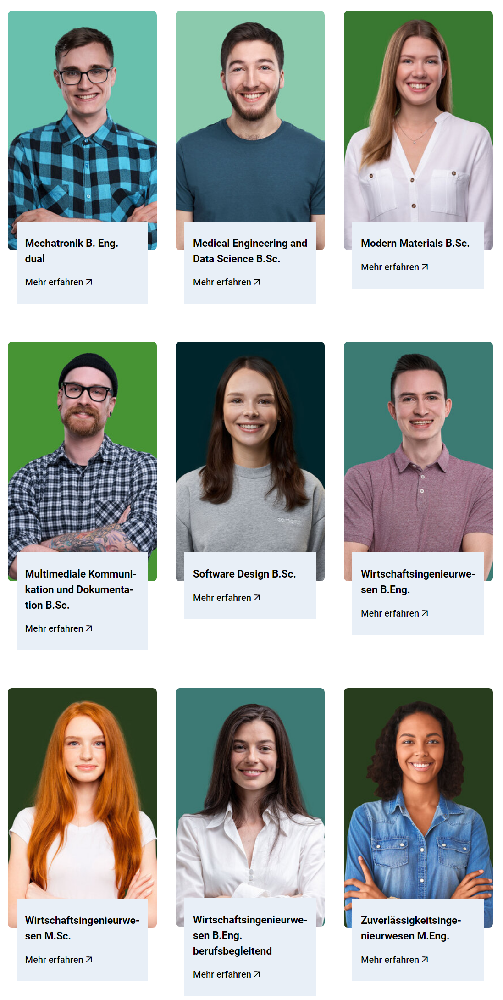 Mechatronik B. Eng.
dual
Mehr erfahren
Medical Engineering and
Data Science B.Sc.
Mehr erfahren
Modern Materials B.Sc.
Mehr erfahren
carhartt
Multimediale Kommuni-
kation und Dokumenta-
tion B.Sc.
Mehr erfahren
Software Design B.Sc.
Mehr erfahren
Wirtschaftsingenieurwe-
sen B.Eng.
Mehr erfahren
Wirtschaftsingenieurwe-
sen M.Sc.
Mehr erfahren
Wirtschaftsingenieurwe-
sen B.Eng.
berufsbegleitend
Mehr erfahren
Zuverlässigkeitsinge-
nieurwesen M.Eng.
Mehr erfahren